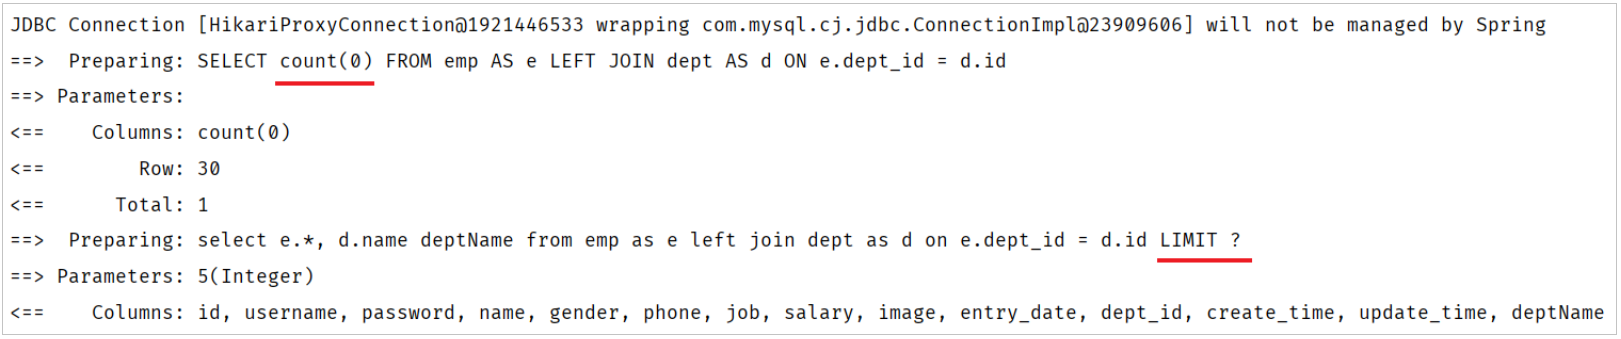 JDBC Connection [HikariProxyConnection@1921446533 wrapping com.mysql.cj.jdbc.ConnectionImpl@23909606] will not be managed by Spring
==>  Preparing: SELECT count(0) FROM emp AS e LEFT JOIN dept AS d ON e.dept_id = d.id
==> Parameters:
<==    Columns: count(0)
<==        Row: 30
<==      Total: 1
==>  Preparing: select e.*, d.name deptName from emp as e left join dept as d on e.dept_id = d.id LIMIT ?
==> Parameters: 5(Integer)
<==    Columns: id, username, password, name, gender, phone, job, salary, image, entry_date, dept_id, create_time, update_time, deptName